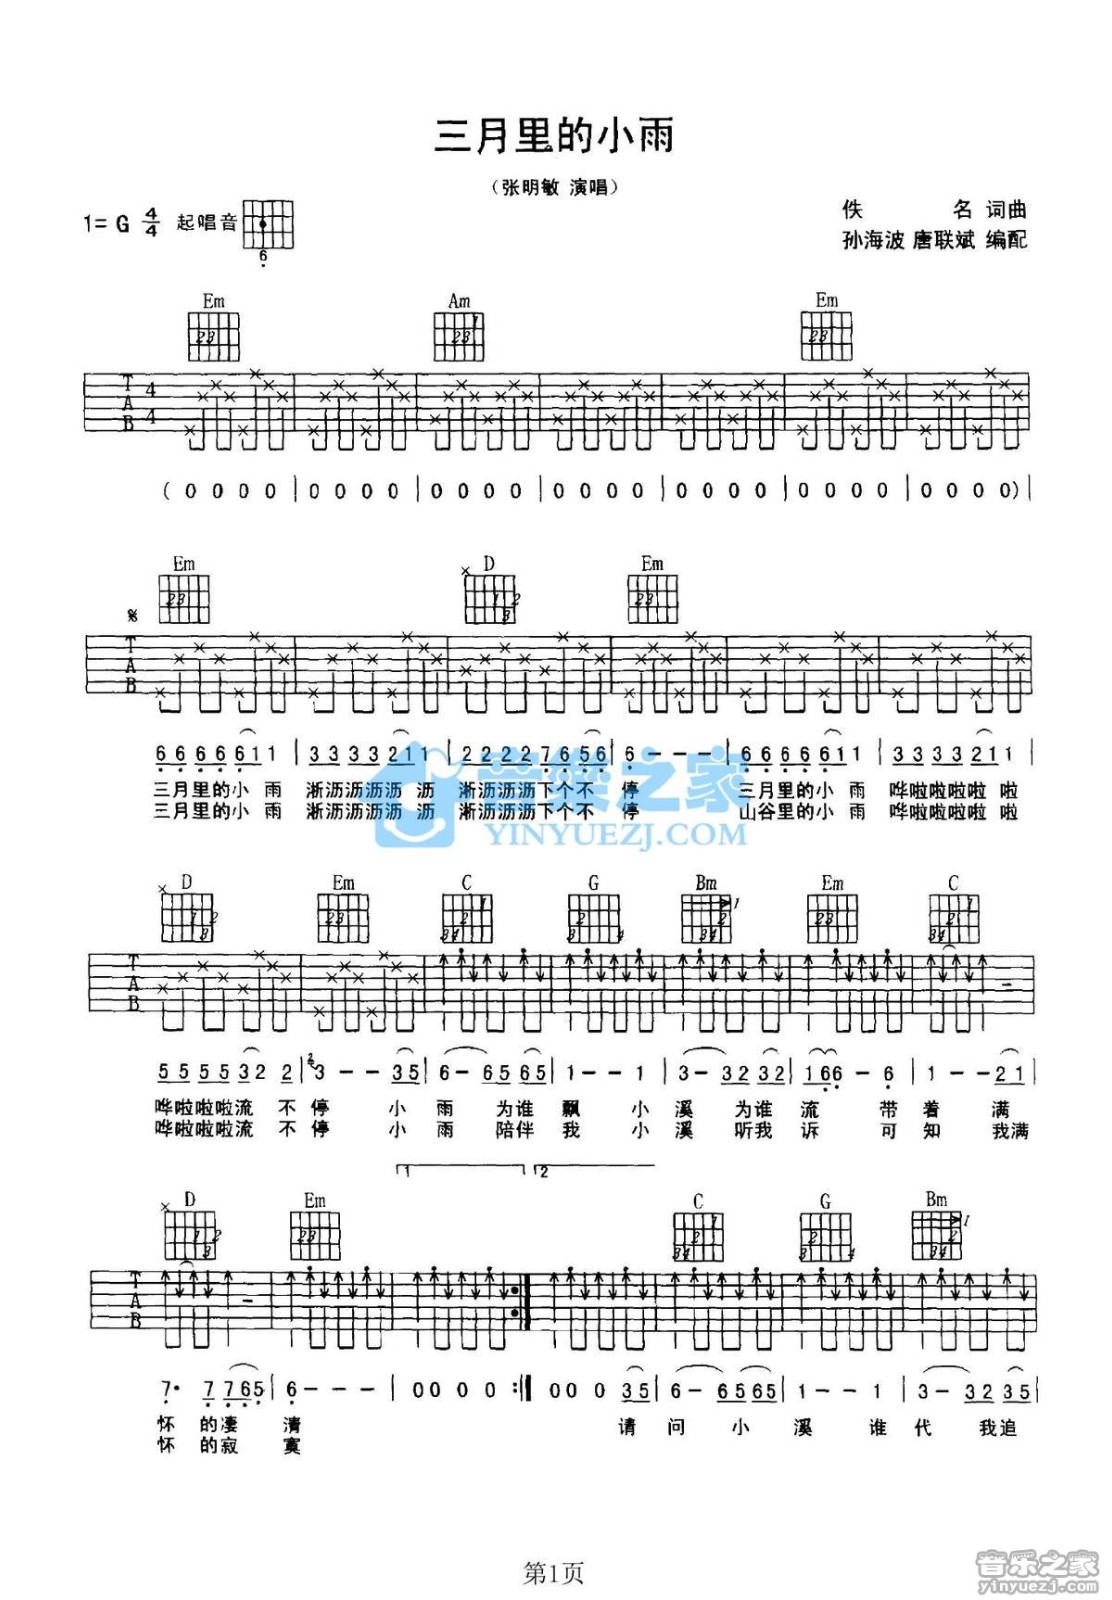 三月里的小雨
（张明敏 演唱）
1= G 4/4 起唱音
6
佚 名 词曲
孙海波 唐联斌 编配
Em Am Em
T A B 4 4
( 0 0 0 0 | 0 0 0 0 | 0 0 0 0 | 0 0 0 0 | 0 0 0 0 | 0 0 0 0 | 0 0 0 0 ) |
Em D Em
T A B
6 6 6 6 6 1 1 | 3 3 3 3 2 1 | 2 2 2 2 7 6 5 6 | 6 - - - | 6 6 6 6 6 1 1 | 3 3 3 3 2 1 1 |
三月里的小 雨 淅沥沥沥沥 沥 淅沥沥沥下个不 停 三月里的小 雨 哗啦啦啦啦 啦
三月里的小 雨 淅沥沥沥沥 沥 淅沥沥沥下个不 停 山谷里的小 雨 哗啦啦啦啦 啦
音乐之家
YINYUEZJ.COM
D Em C G Bm Em C
T A B
5 5 5 5 5 3 2 2 | 3 - - 3 5 | 6 - 6 5 6 5 | 1 - - 1 | 3 - 3 2 3 2 | 1 6 6 - 6 | 1 - - 2 1 |
哗啦啦啦流 不 停 小 雨 为谁 飘 小 溪 为谁 流 带 着 满
哗啦啦啦流 不 停 小 雨 陪伴 我 小 溪 听我 诉 可 知 我满
1 2
D Em C G Bm
T A B
7 · 7 7 6 5 | 6 - - - | 0 0 0 0 :| 0 0 0 3 5 | 6 - 6 5 6 5 | 1 - - 1 | 3 - 3 2 3 5 |
怀 的凄 清 请 问 小 溪 谁 代 我追
怀 的寂 寞
第1页
音乐之家
yinyuezj.com